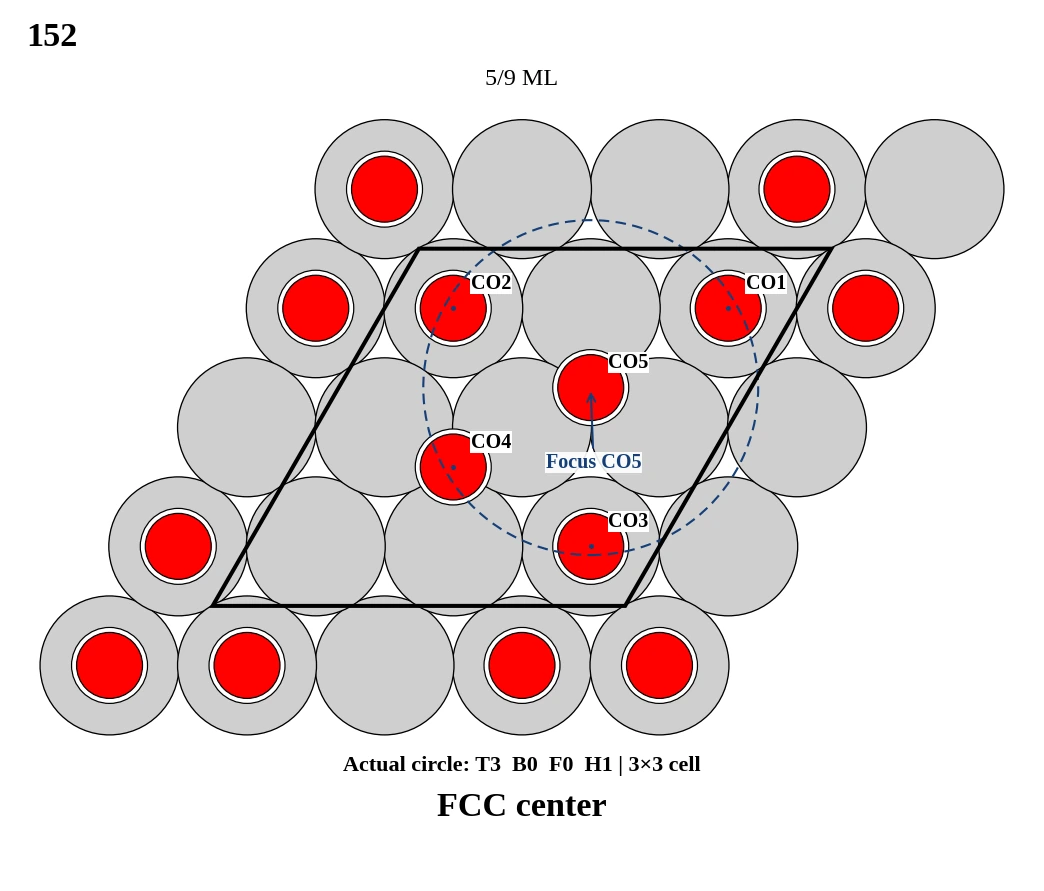 152
5/9 ML
CO2
CO1
CO5
CO4
Focus CO5
CO3
Actual circle: T3  B0  F0  H1 | 3×3 cell
FCC center